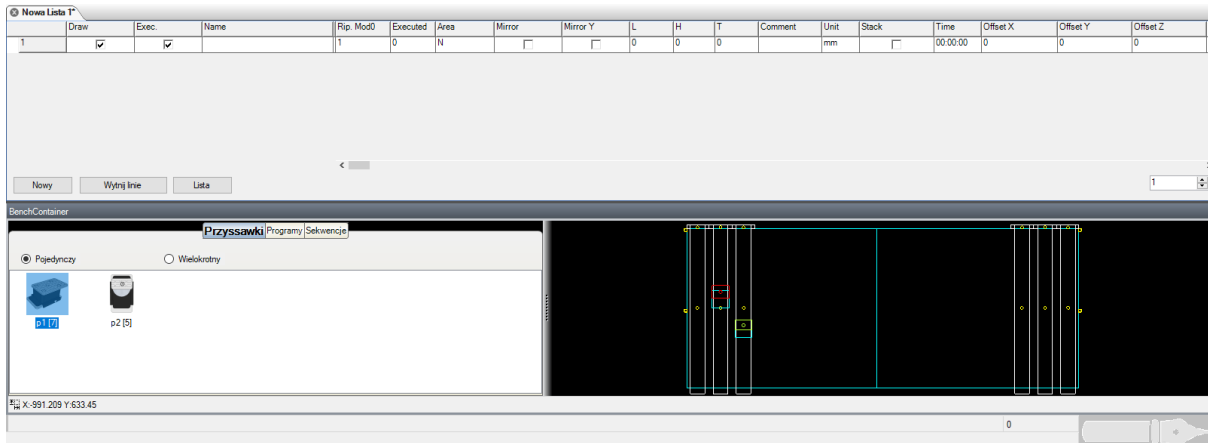 Nowa Lista 1*
Draw Exec. Name Rip. Mod0 Executed Area Mirror Mirror Y L H T Comment Unit Stack Time Offset X Offset Y Offset Z
1 1 0 N 0 0 0 mm 00:00:00 0 0 0
Nowy Wytnij linie Lista 1
BenchContainer
Przyssawki Programy Sekwencje
Pojedynczy Wielokrotny
p1 [7] p2 [5]
X:-991.209 Y:633.45
0